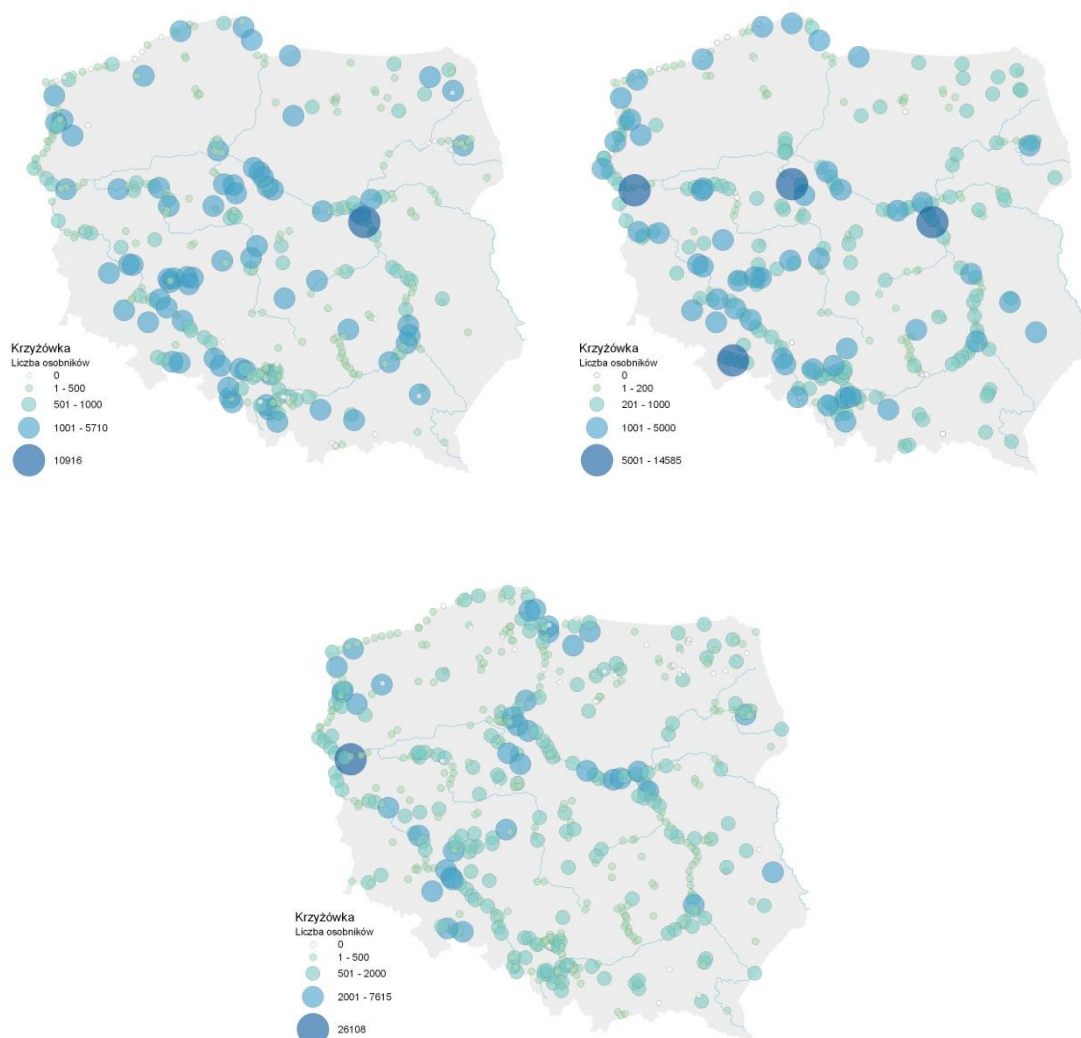 Krzyżówka
Liczba osobników
0
1 - 500
501 - 1000
1001 - 5710
10916
Krzyżówka
Liczba osobników
0
1 - 200
201 - 1000
1001 - 5000
5001 - 14585
Krzyżówka
Liczba osobników
0
1 - 500
501 - 2000
2001 - 7615
26108